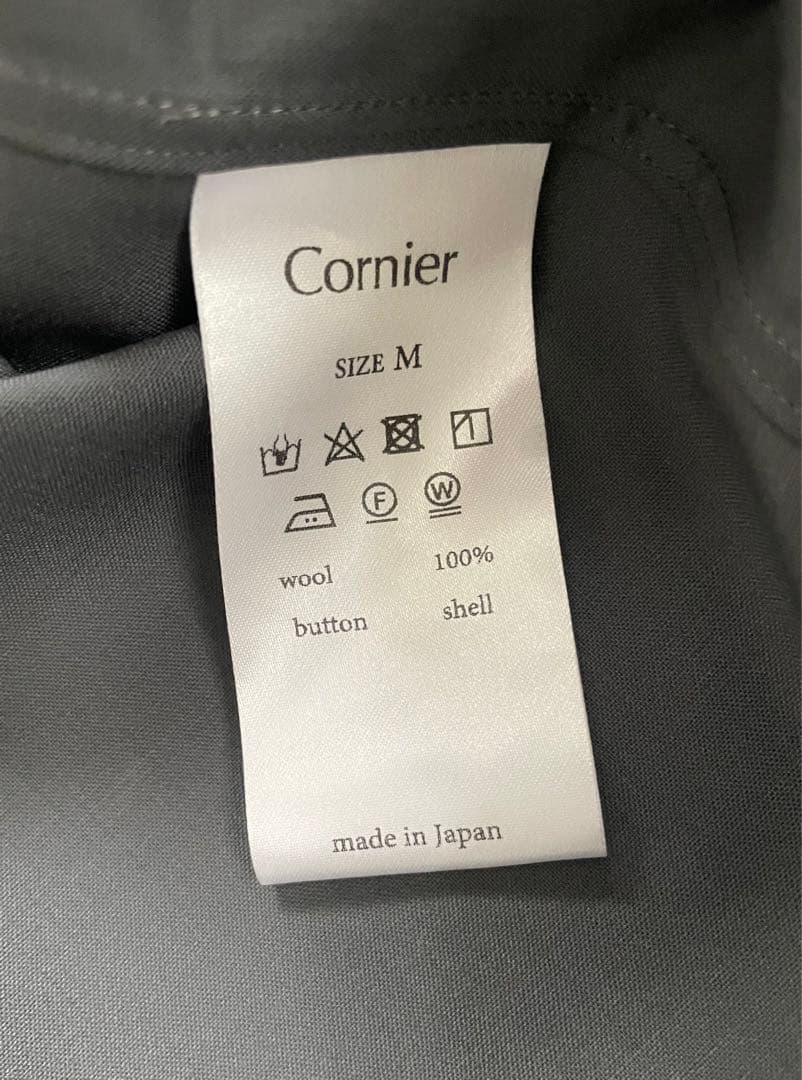 Cornier
SIZE M
F W
wool 100%
button shell
made in Japan